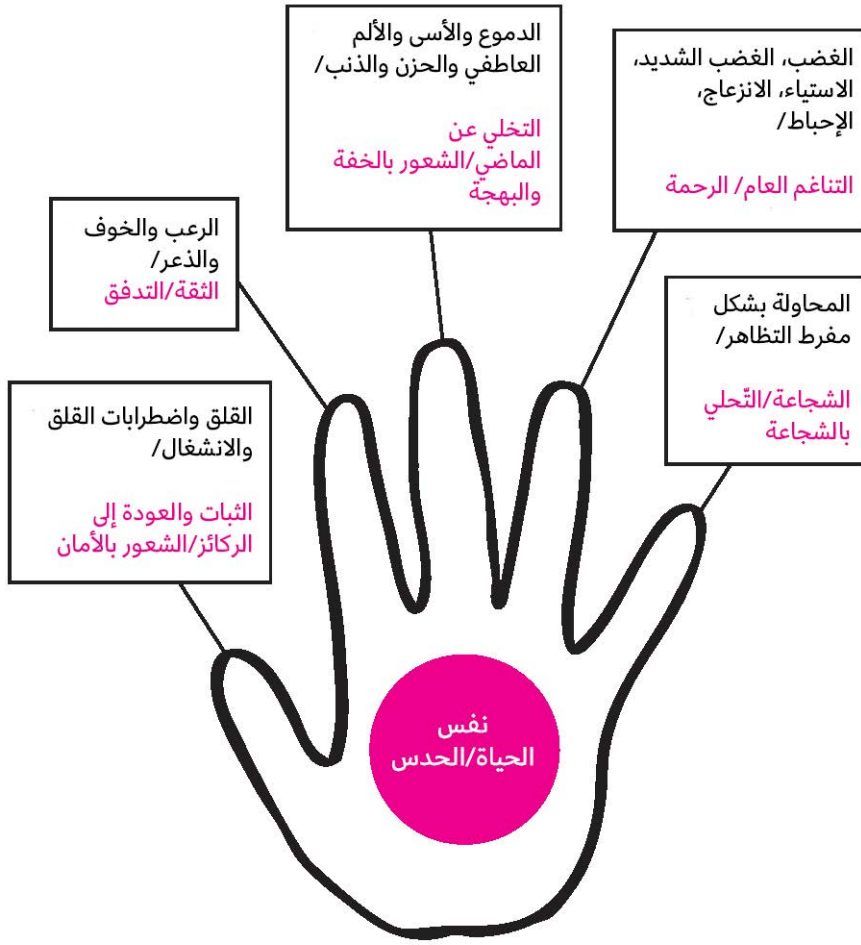 الدموع والأسى والألم
العاطفي والحزن والذنب/
التخلي عن
الماضي/الشعور بالخفة
والبهجة
الغضب، الغضب الشديد،
الاستياء، الانزعاج،
الإحباط/
التناغم العام/ الرحمة
الرعب والخوف
والذعر/
الثقة/التدفق
المحاولة بشكل
مفرط التظاهر/
الشجاعة/التّحلي
بالشجاعة
القلق واضطرابات القلق
والانشغال/
الثبات والعودة إلى
الركائز/الشعور بالأمان
نفس
الحياة/الحدس